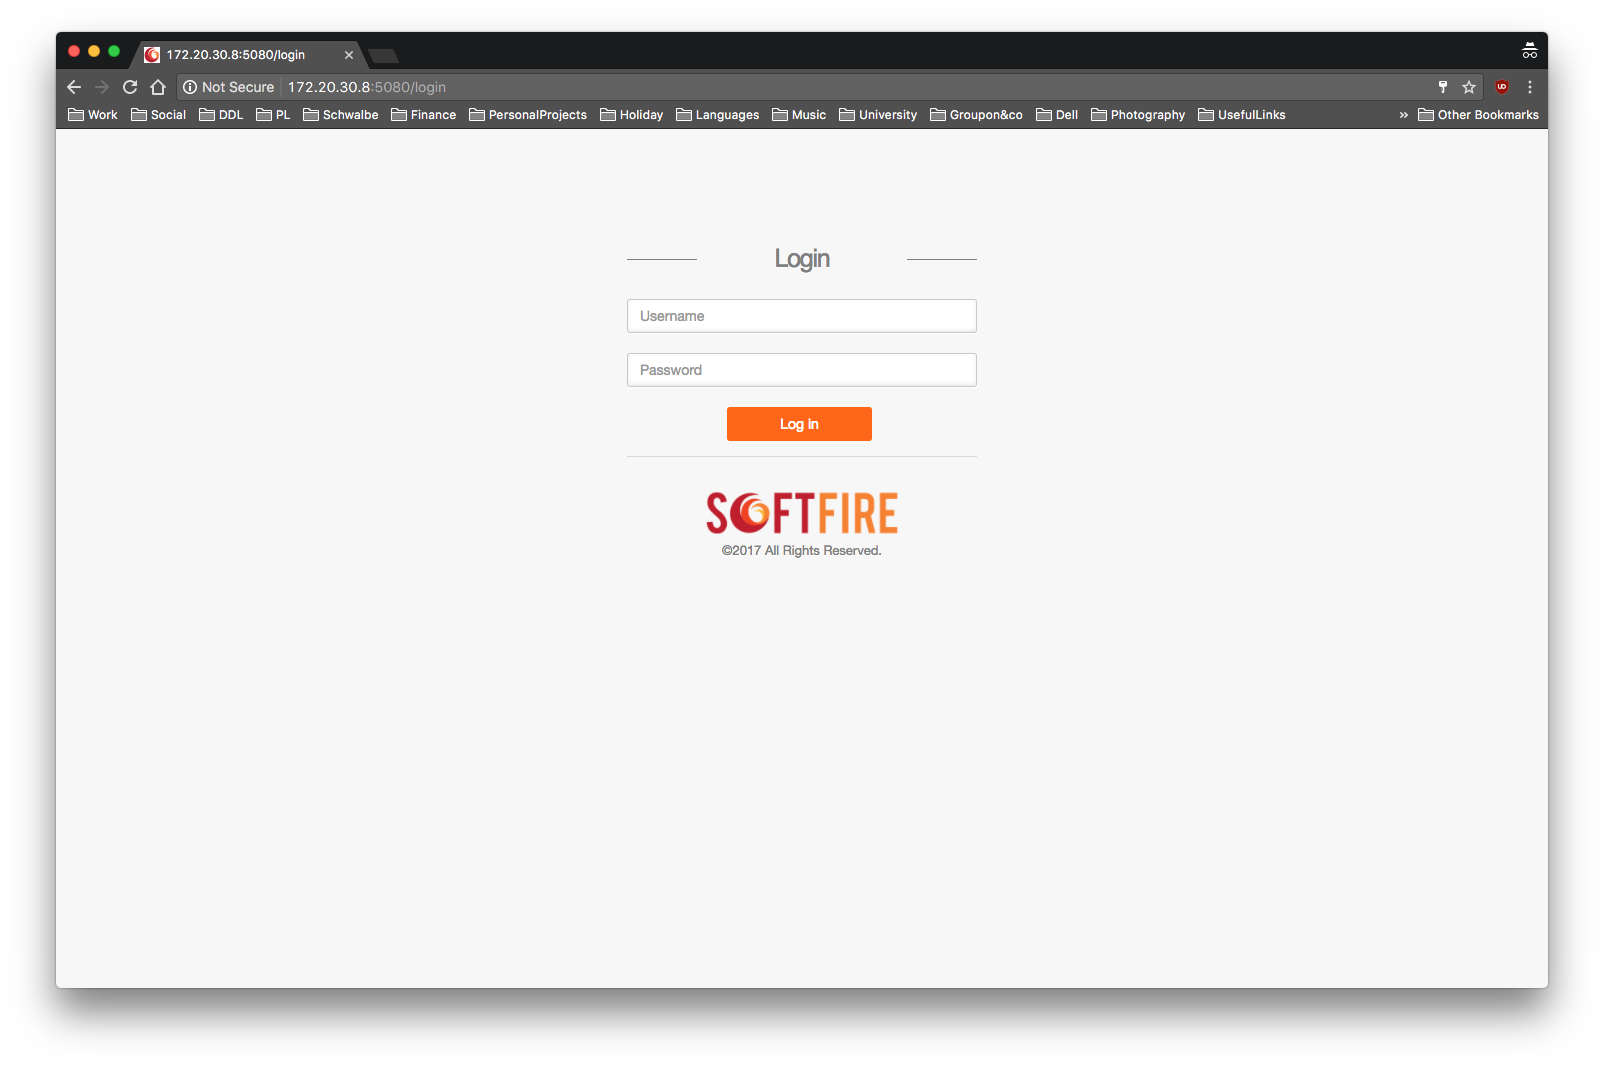 172.20.30.8:5080/login
Not Secure 172.20.30.8:5080/login
Work Social DDL PL Schwalbe Finance PersonalProjects Holiday Languages Music University Groupon&co Dell Photography UsefulLinks » Other Bookmarks
Login
Username
Password
Log In
SOFTFIRE
©2017 All Rights Reserved.